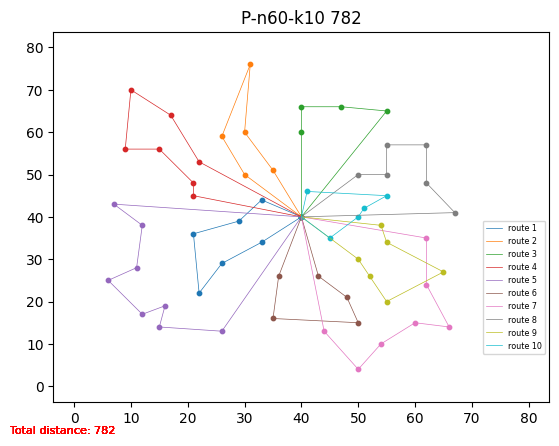 P-n60-k10 782
80
70
60
50
40
30
20
10
0
0 10 20 30 40 50 60 70 80
route 1
route 2
route 3
route 4
route 5
route 6
route 7
route 8
route 9
route 10
Total distance: 782